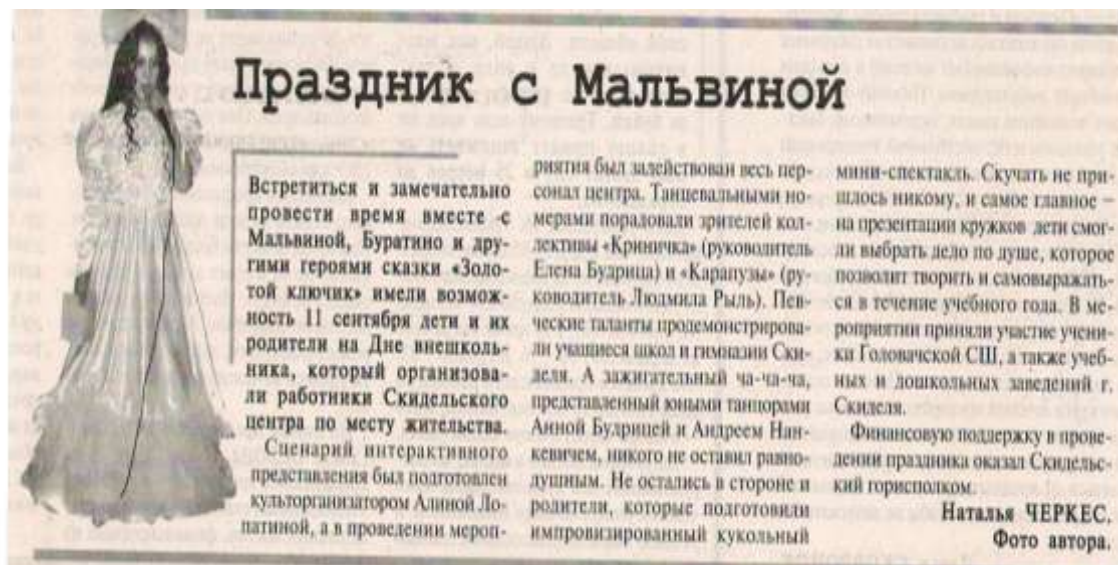 Праздник с Мальвиной
Встретиться и замечательно
провести время вместе с
Мальвиной, Буратино и дру-
гими героями сказки «Золо-
той ключик» имели возмож-
ность 11 сентября дети и их
родители на Дне внешколь-
ника, который организова-
ли работники Скидельского
центра по месту жительства.
Сценарий интерактивного
представления был подготовлен
культорганизатором Алиной Ло-
патиной, а в проведении мероп-
риятия был задействован весь пер-
сонал центра. Танцевальными но-
мерами порадовали зрителей кол-
лективы «Криничка» (руководитель
Елена Будрица) и «Карапузы» (ру-
ководитель Людмила Рыль). Пев-
ческие таланты продемонстрирова-
ли учащиеся школ и гимназии Ски-
деля. А зажигательный ча-ча-ча,
представленный юными танцорами
Анной Будрицей и Андреем Нан-
кевичем, никого не оставил равно-
душным. Не остались в стороне и
родители, которые подготовили
импровизированный кукольный
мини-спектакль. Скучать не при-
шлось никому, и самое главное –
на презентации кружков дети смог-
ли выбрать дело по душе, которое
позволит творить и самовыражать-
ся в течение учебного года. В ме-
роприятии приняли участие учени-
ки Головачской СШ, а также учеб-
ных и дошкольных заведений г.
Скиделя.
Финансовую поддержку в прове-
дении праздника оказал Скидельс-
кий горисполком.
Наталья ЧЕРКЕС.
Фото автора.